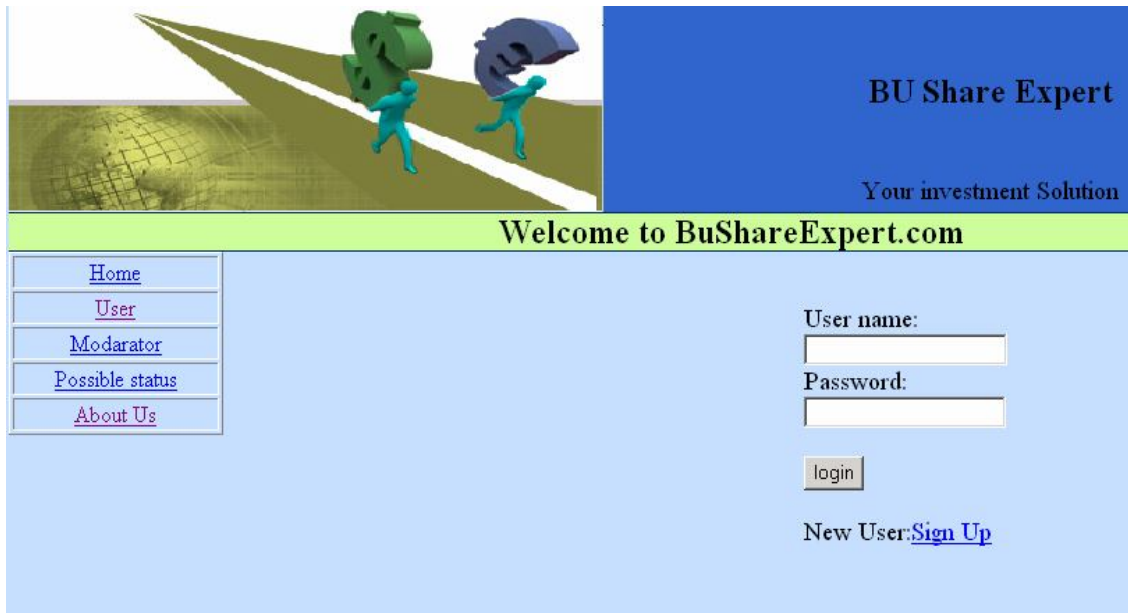 BU Share Expert
Your investment Solution
Welcome to BuShareExpert.com
Home
User
Modarator
Possible status
About Us
User name:
Password:
login
New User:Sign Up